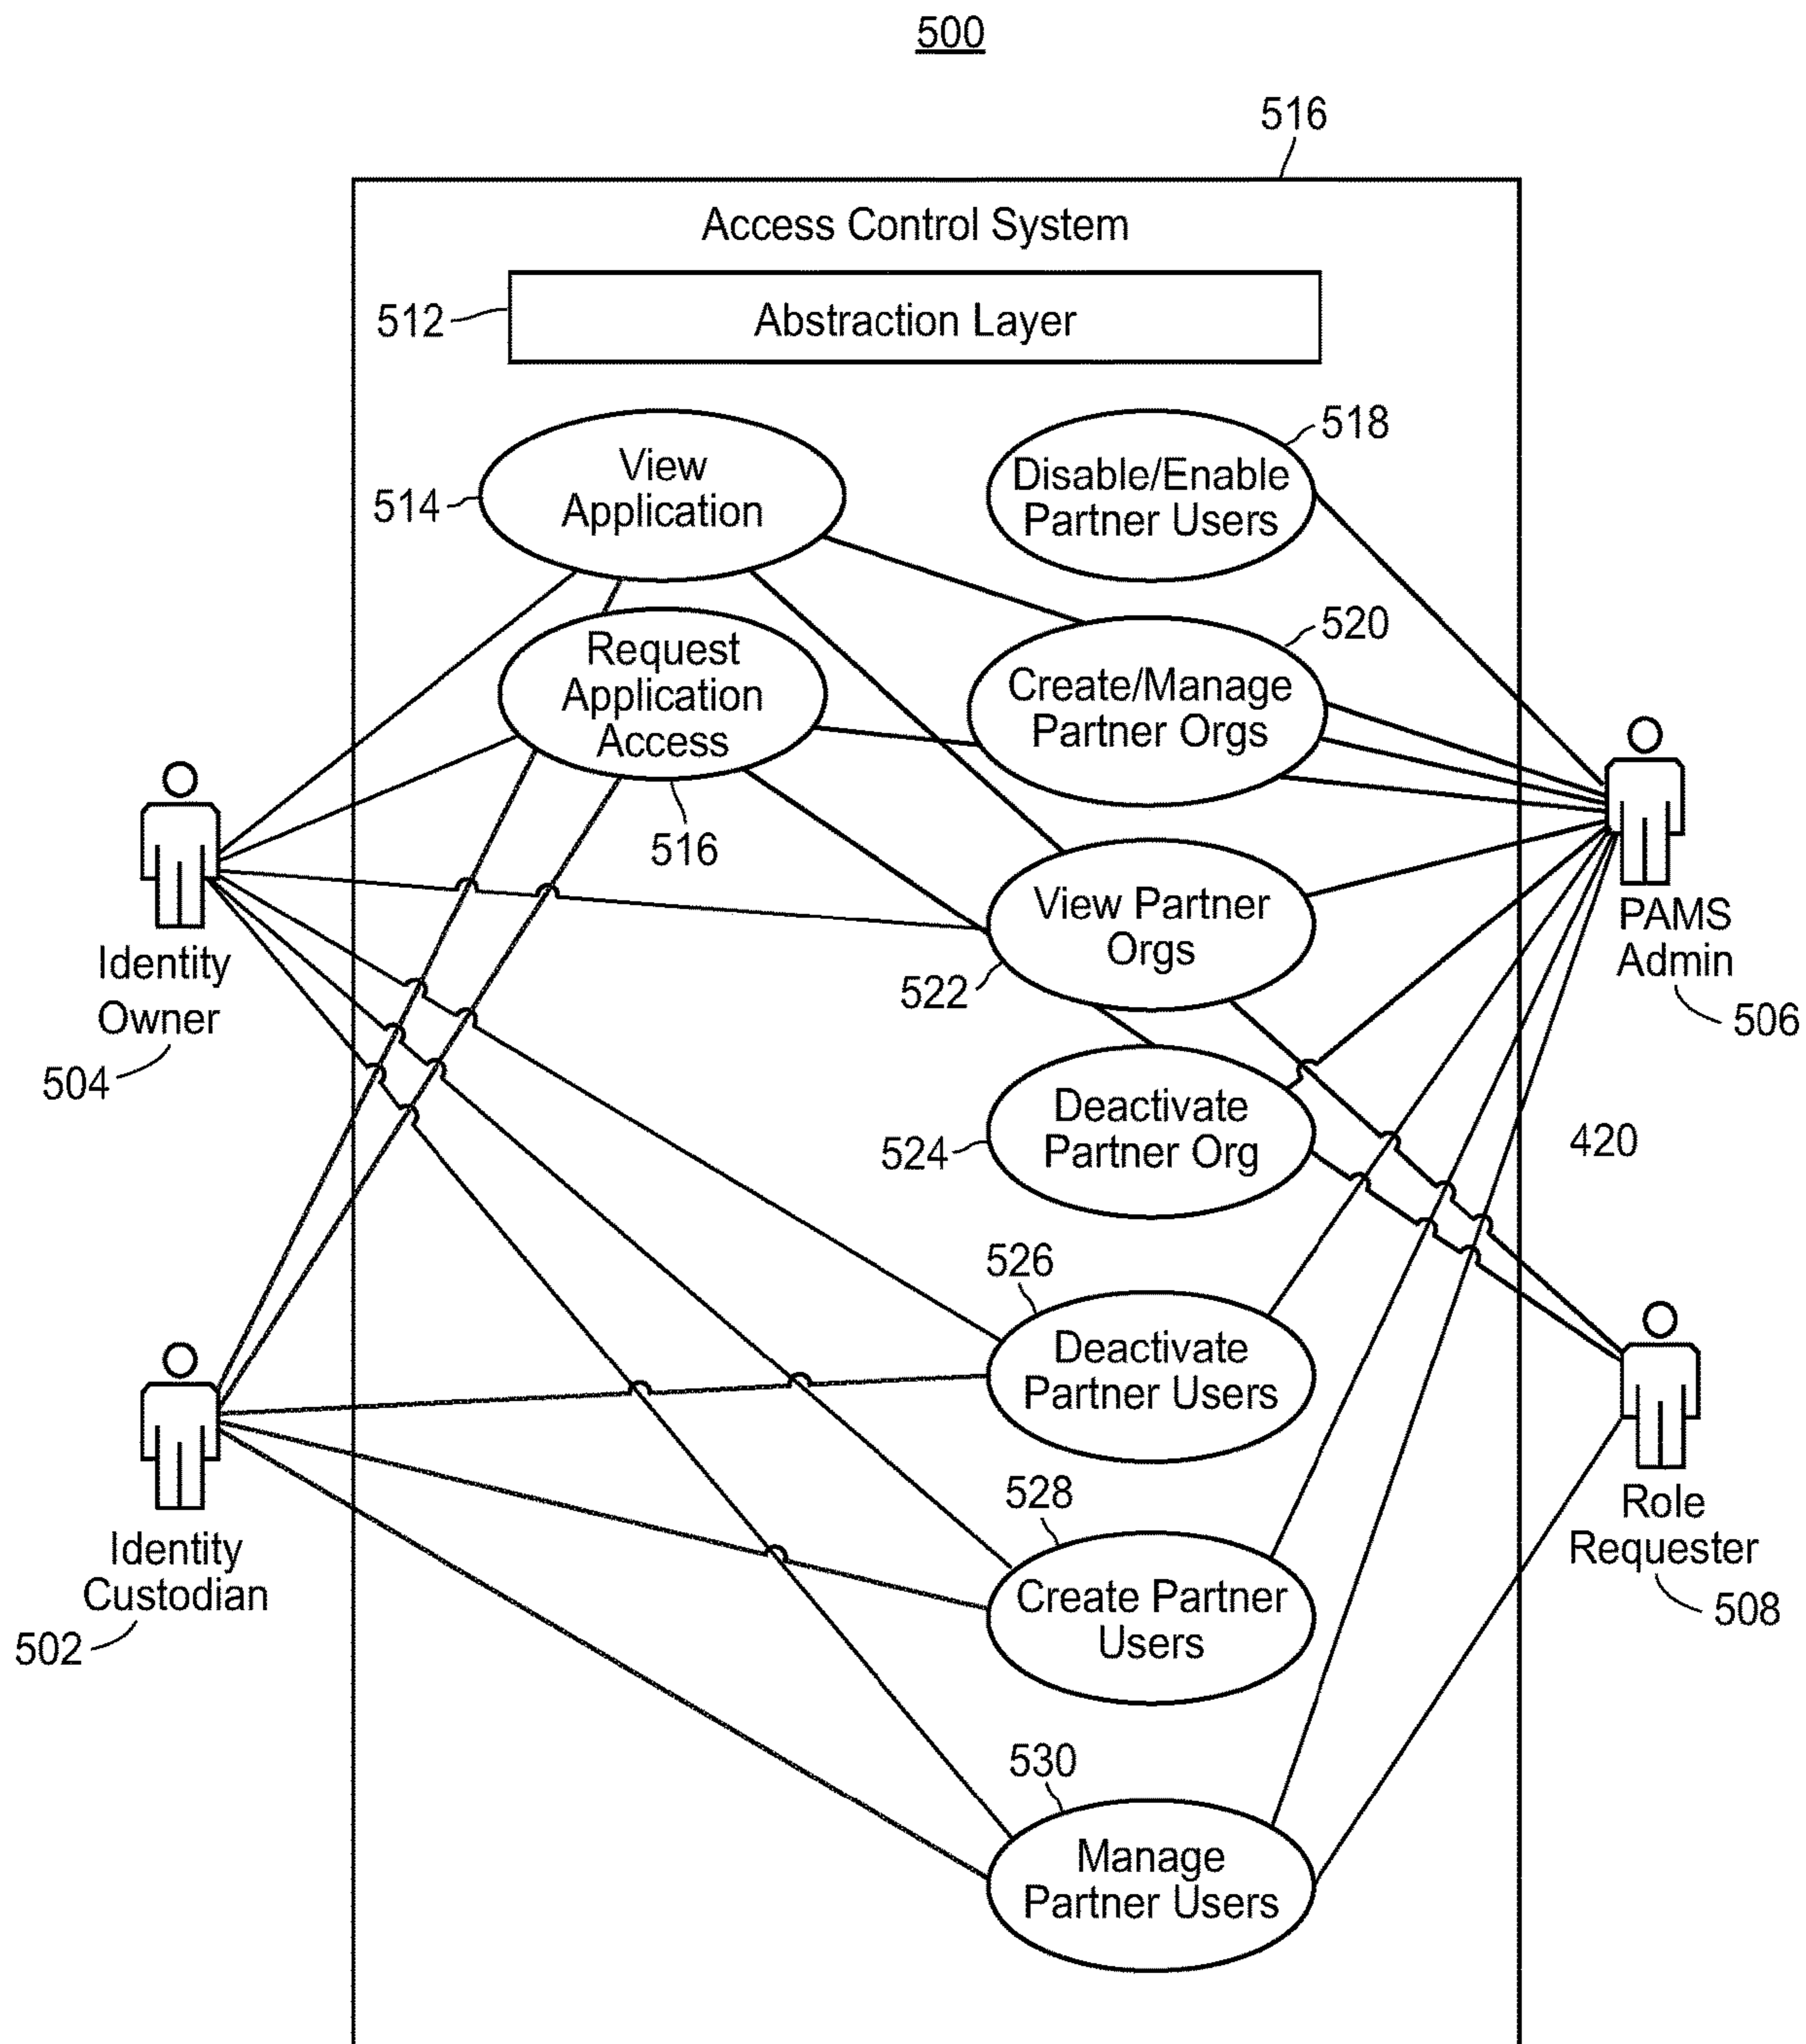 500
516
Access Control System
512
Abstraction Layer
518
View
Application
514
Disable/Enable
Partner Users
520
Request
Application
Access
516
Create/Manage
Partner Orgs
View Partner
Orgs
522
PAMS
Admin
506
Identity
Owner
504
Deactivate
Partner Org
524
420
526
Deactivate
Partner Users
528
Role
Requester
508
Identity
Custodian
502
Create Partner
Users
530
Manage
Partner Users